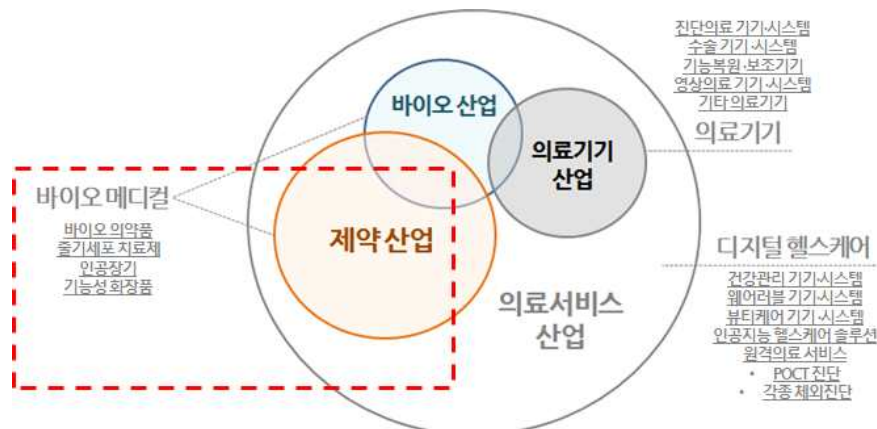 진단의료 기기·시스템
수술 기기·시스템
기능복원·보조기기
영상의료 기기·시스템
기타 의료기기
의료기기
바이오 산업
의료기기
산업
바이오 메디컬
바이오 의약품
줄기세포 치료제
인공장기
기능성 화장품
제약 산업
의료서비스
산업
디지털 헬스케어
건강관리 기기·시스템
웨어러블 기기·시스템
뷰티케어 기기·시스템
인공지능 헬스케어 솔루션
원격의료 서비스
• POCT 진단
• 각종 체외진단